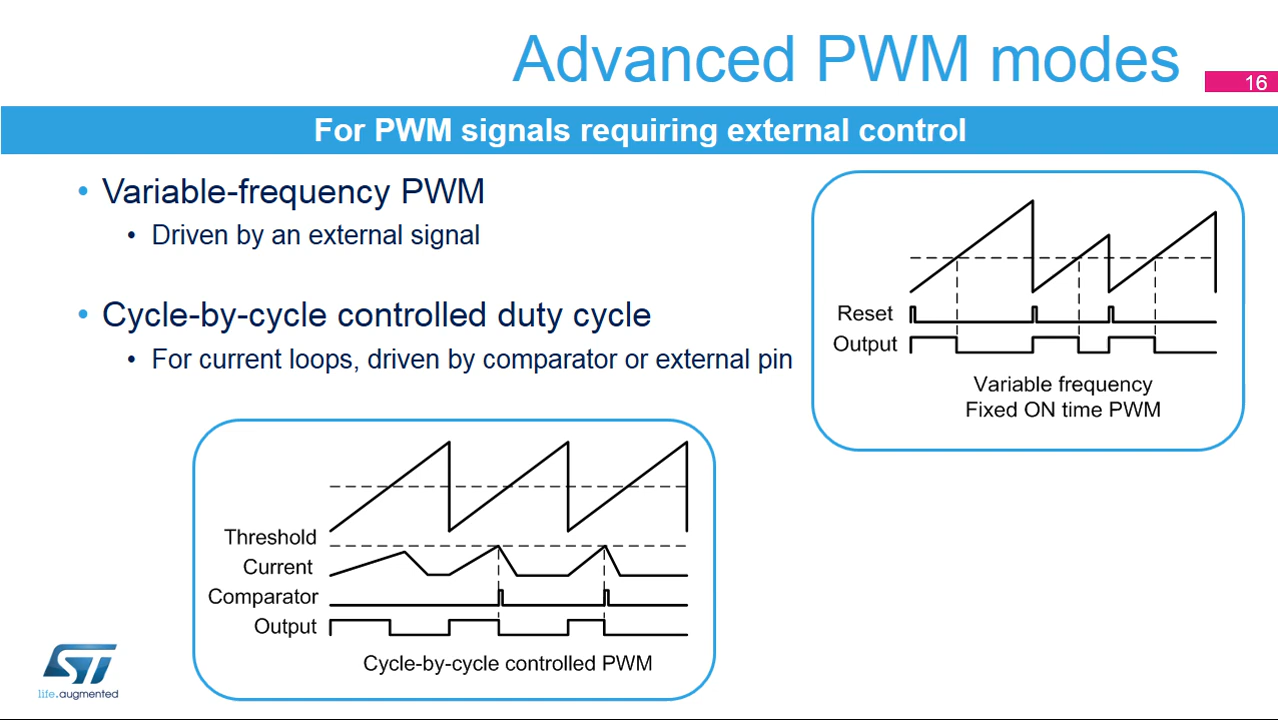 Advanced PWM modes
16
For PWM signals requiring external control
• Variable-frequency PWM
• Driven by an external signal
• Cycle-by-cycle controlled duty cycle
• For current loops, driven by comparator or external pin
Reset
Output
Variable frequency
Fixed ON time PWM
Threshold
Current
Comparator
Output
Cycle-by-cycle controlled PWM
ST
life.augmented